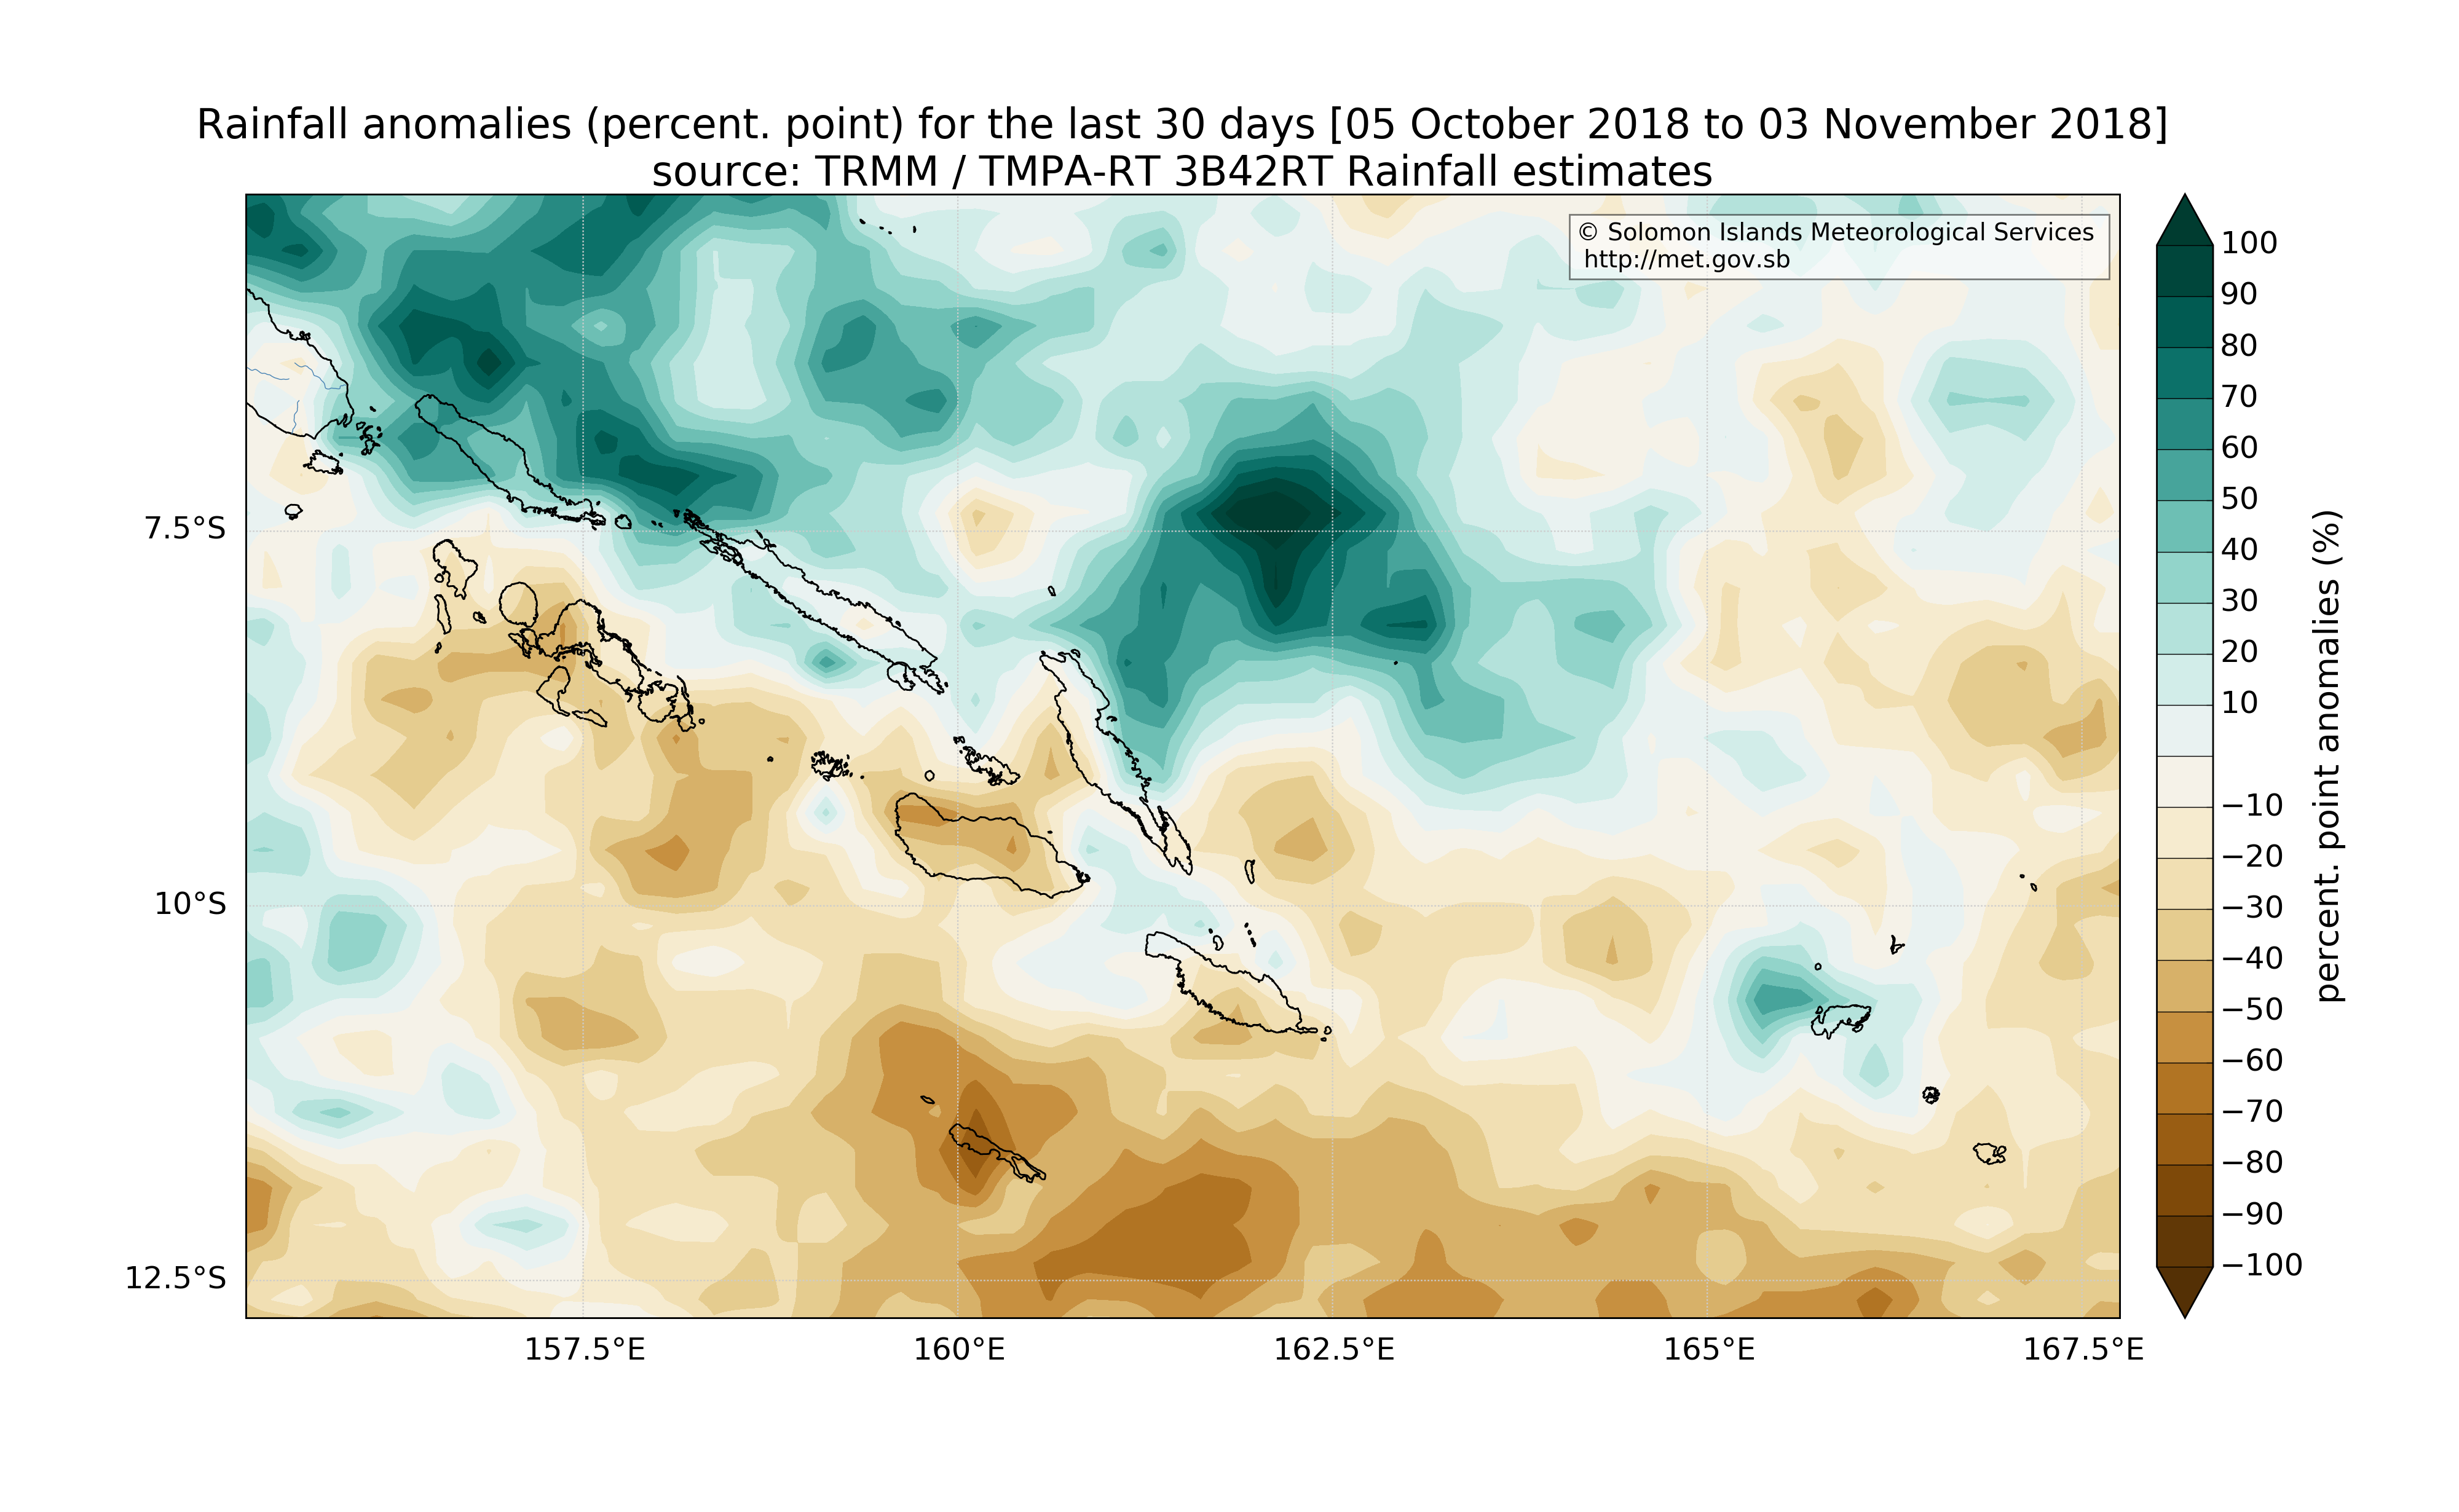 Rainfall anomalies (percent. point) for the last 30 days [05 October 2018 to 03 November 2018]
source: TRMM / TMPA-RT 3B42RT Rainfall estimates
© Solomon Islands Meteorological Services
http://met.gov.sb
7.5°S
10°S
12.5°S
157.5°E
160°E
162.5°E
165°E
167.5°E
100
90
80
70
60
50
40
30
20
10
−10
−20
−30
−40
−50
−60
−70
−80
−90
−100
percent. point anomalies (%)